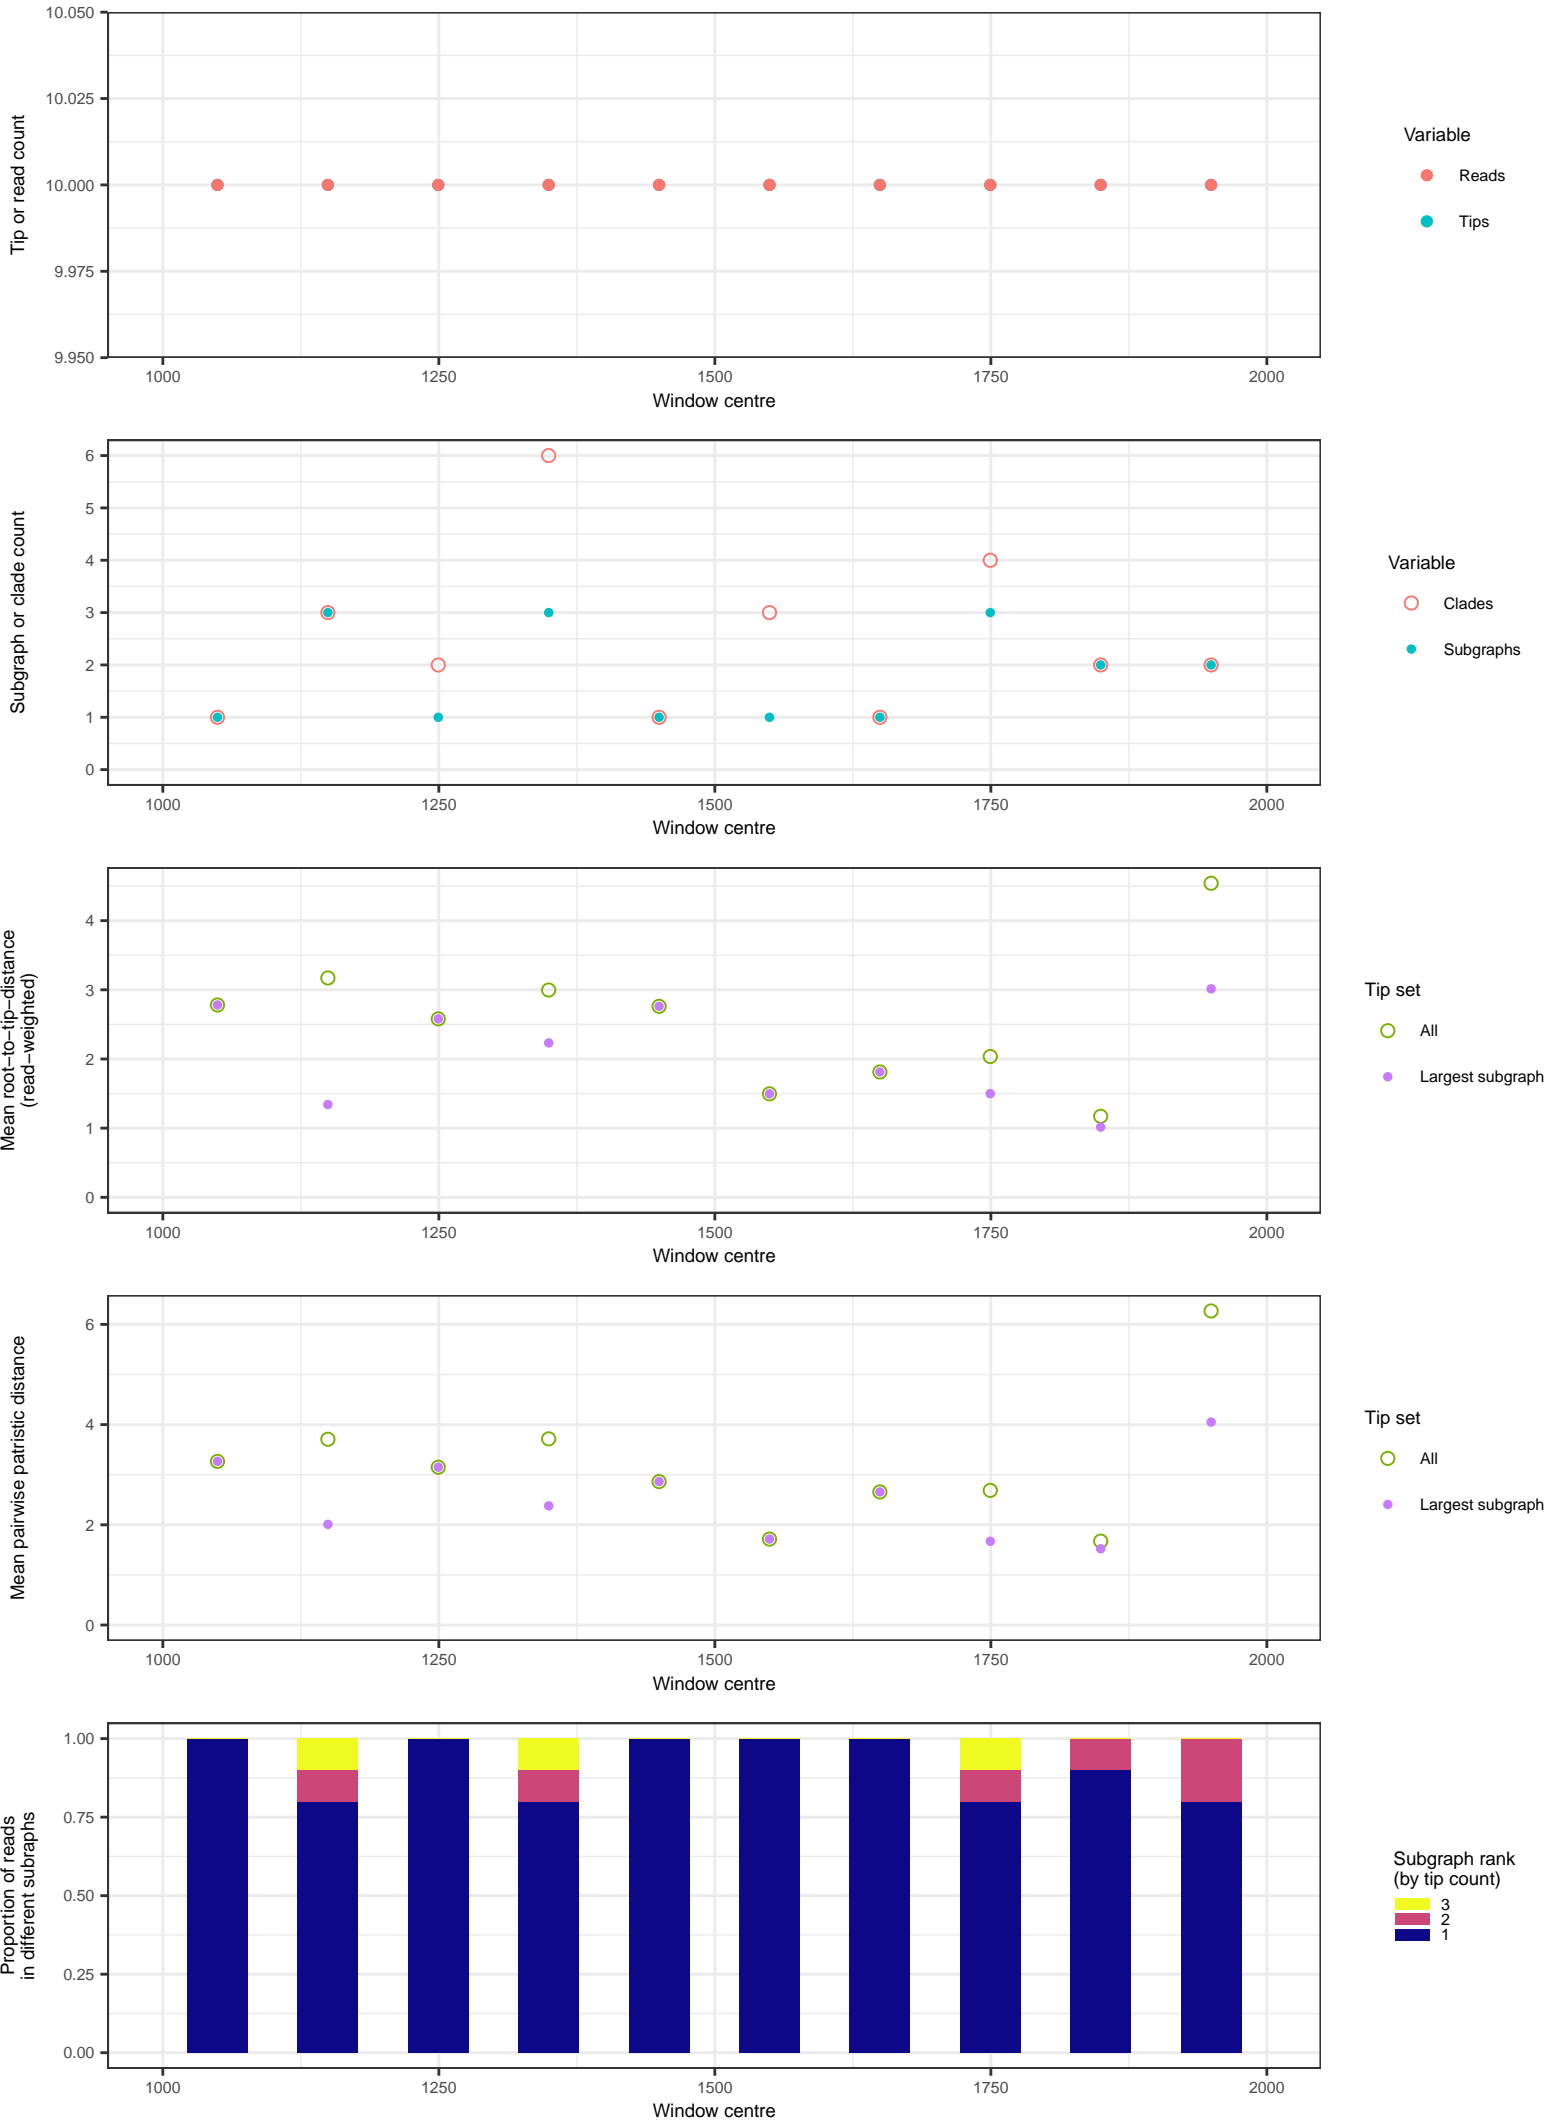 10.050
10.025
10.000
9.975
9.950
Tip or read count
1000 1250 1500 1750 2000
Window centre
Variable
Reads
Tips
6
5
4
3
2
1
0
Subgraph or clade count
1000 1250 1500 1750 2000
Window centre
Variable
Clades
Subgraphs
4
3
2
1
0
Mean root−to−tip−distance
(read−weighted)
1000 1250 1500 1750 2000
Window centre
Tip set
All
Largest subgraph
6
4
2
0
Mean pairwise patristic distance
1000 1250 1500 1750 2000
Window centre
Tip set
All
Largest subgraph
1.00
0.75
0.50
0.25
0.00
Proportion of reads
in different subraphs
1000 1250 1500 1750 2000
Window centre
Subgraph rank
(by tip count)
3
2
1